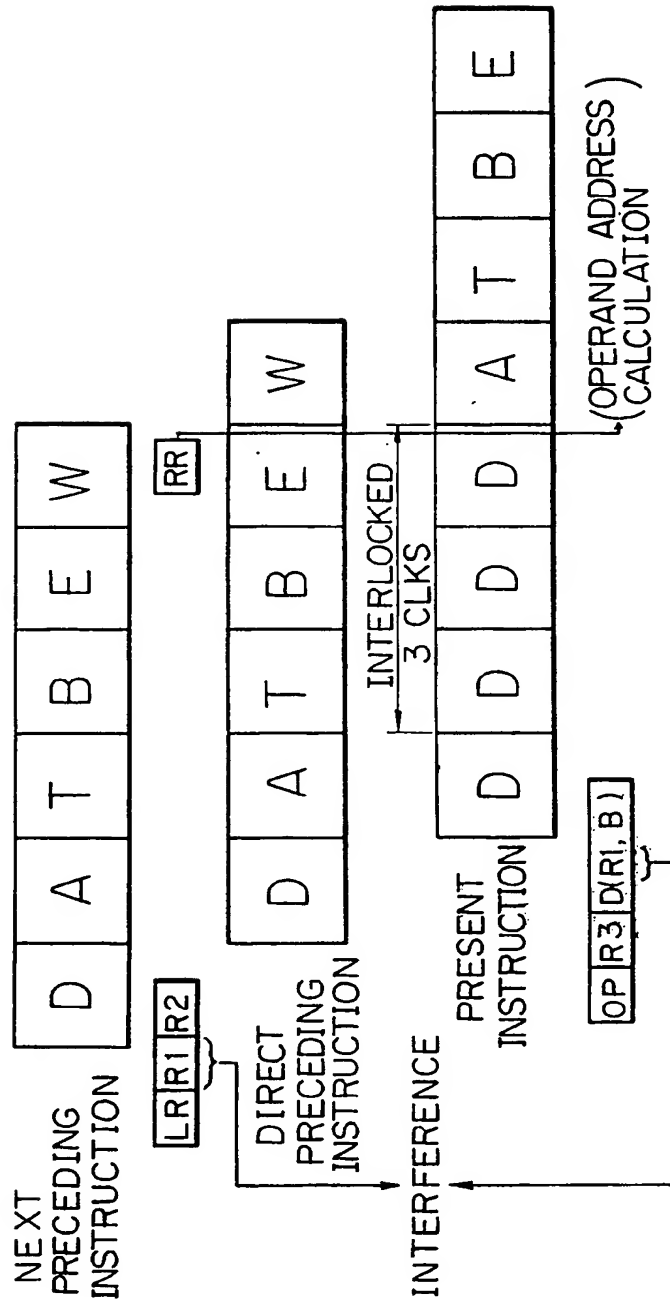 NEXT
PRECEDING
INSTRUCTION
D A T B E W
LR R1 R2
RR
DIRECT
PRECEDING
INSTRUCTION
D A T B E W
INTERFERENCE
INTERLOCKED
3 CLKS
PRESENT
INSTRUCTION
D D D D A T B E
OP R3 D(R1, B)
(OPERAND ADDRESS
CALCULATION)